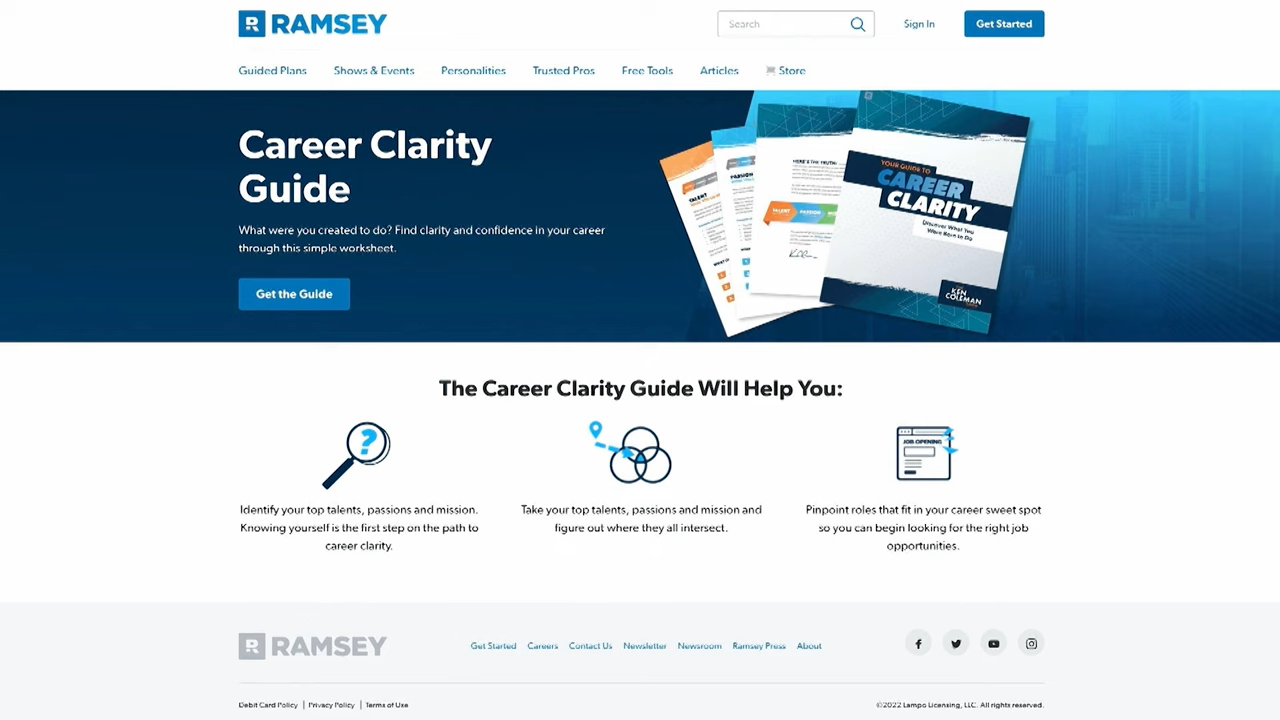 RAMSEY
Search
Sign In
Get Started
Guided Plans
Shows & Events
Personalities
Trusted Pros
Free Tools
Articles
Store
Career Clarity
Guide
What were you created to do? Find clarity and confidence in your career
through this simple worksheet.
Get the Guide
TALENT
PASSION
HERE'S THE TRUTH:
TALENT
PASSION
YOUR GUIDE TO
CAREER
CLARITY
Discover What You
Were Born to Do
KEN
COLEMAN
The Career Clarity Guide Will Help You:
?
JOB OPENING
Identify your top talents, passions and mission.
Knowing yourself is the first step on the path to
career clarity.
Take your top talents, passions and mission and
figure out where they all intersect.
Pinpoint roles that fit in your career sweet spot
so you can begin looking for the right job
opportunities.
RAMSEY
Get Started
Careers
Contact Us
Newsletter
Newsroom
Ramsey Press
About
Debit Card Policy | Privacy Policy | Terms of Use
©2022 Lampo Licensing, LLC. All rights reserved.